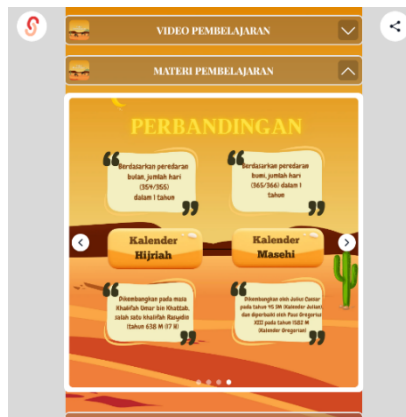 VIDEO PEMBELAJARAN
MATERI PEMBELAJARAN
PERBANDINGAN
Berdasarkan peredaran
bulan, jumlah hari
(354/355)
dalam 1 tahun
Berdasarkan peredaran
bumi, jumlah hari
(365/366) dalam 1
tahun
Kalender
Hijriah
Kalender
Masehi
Dikembangkan pada masa
Khalifah Umar bin Khattab,
salah satu khalifah Rasyidin
(tahun 638 M (17 H)
Dikembangkan oleh Julius Caesar
pada tahun 45 SM (Kalender Julian)
dan diperbaiki oleh Paus Gregorius
XIII pada tahun 1582 M
(Kalender Gregorian)